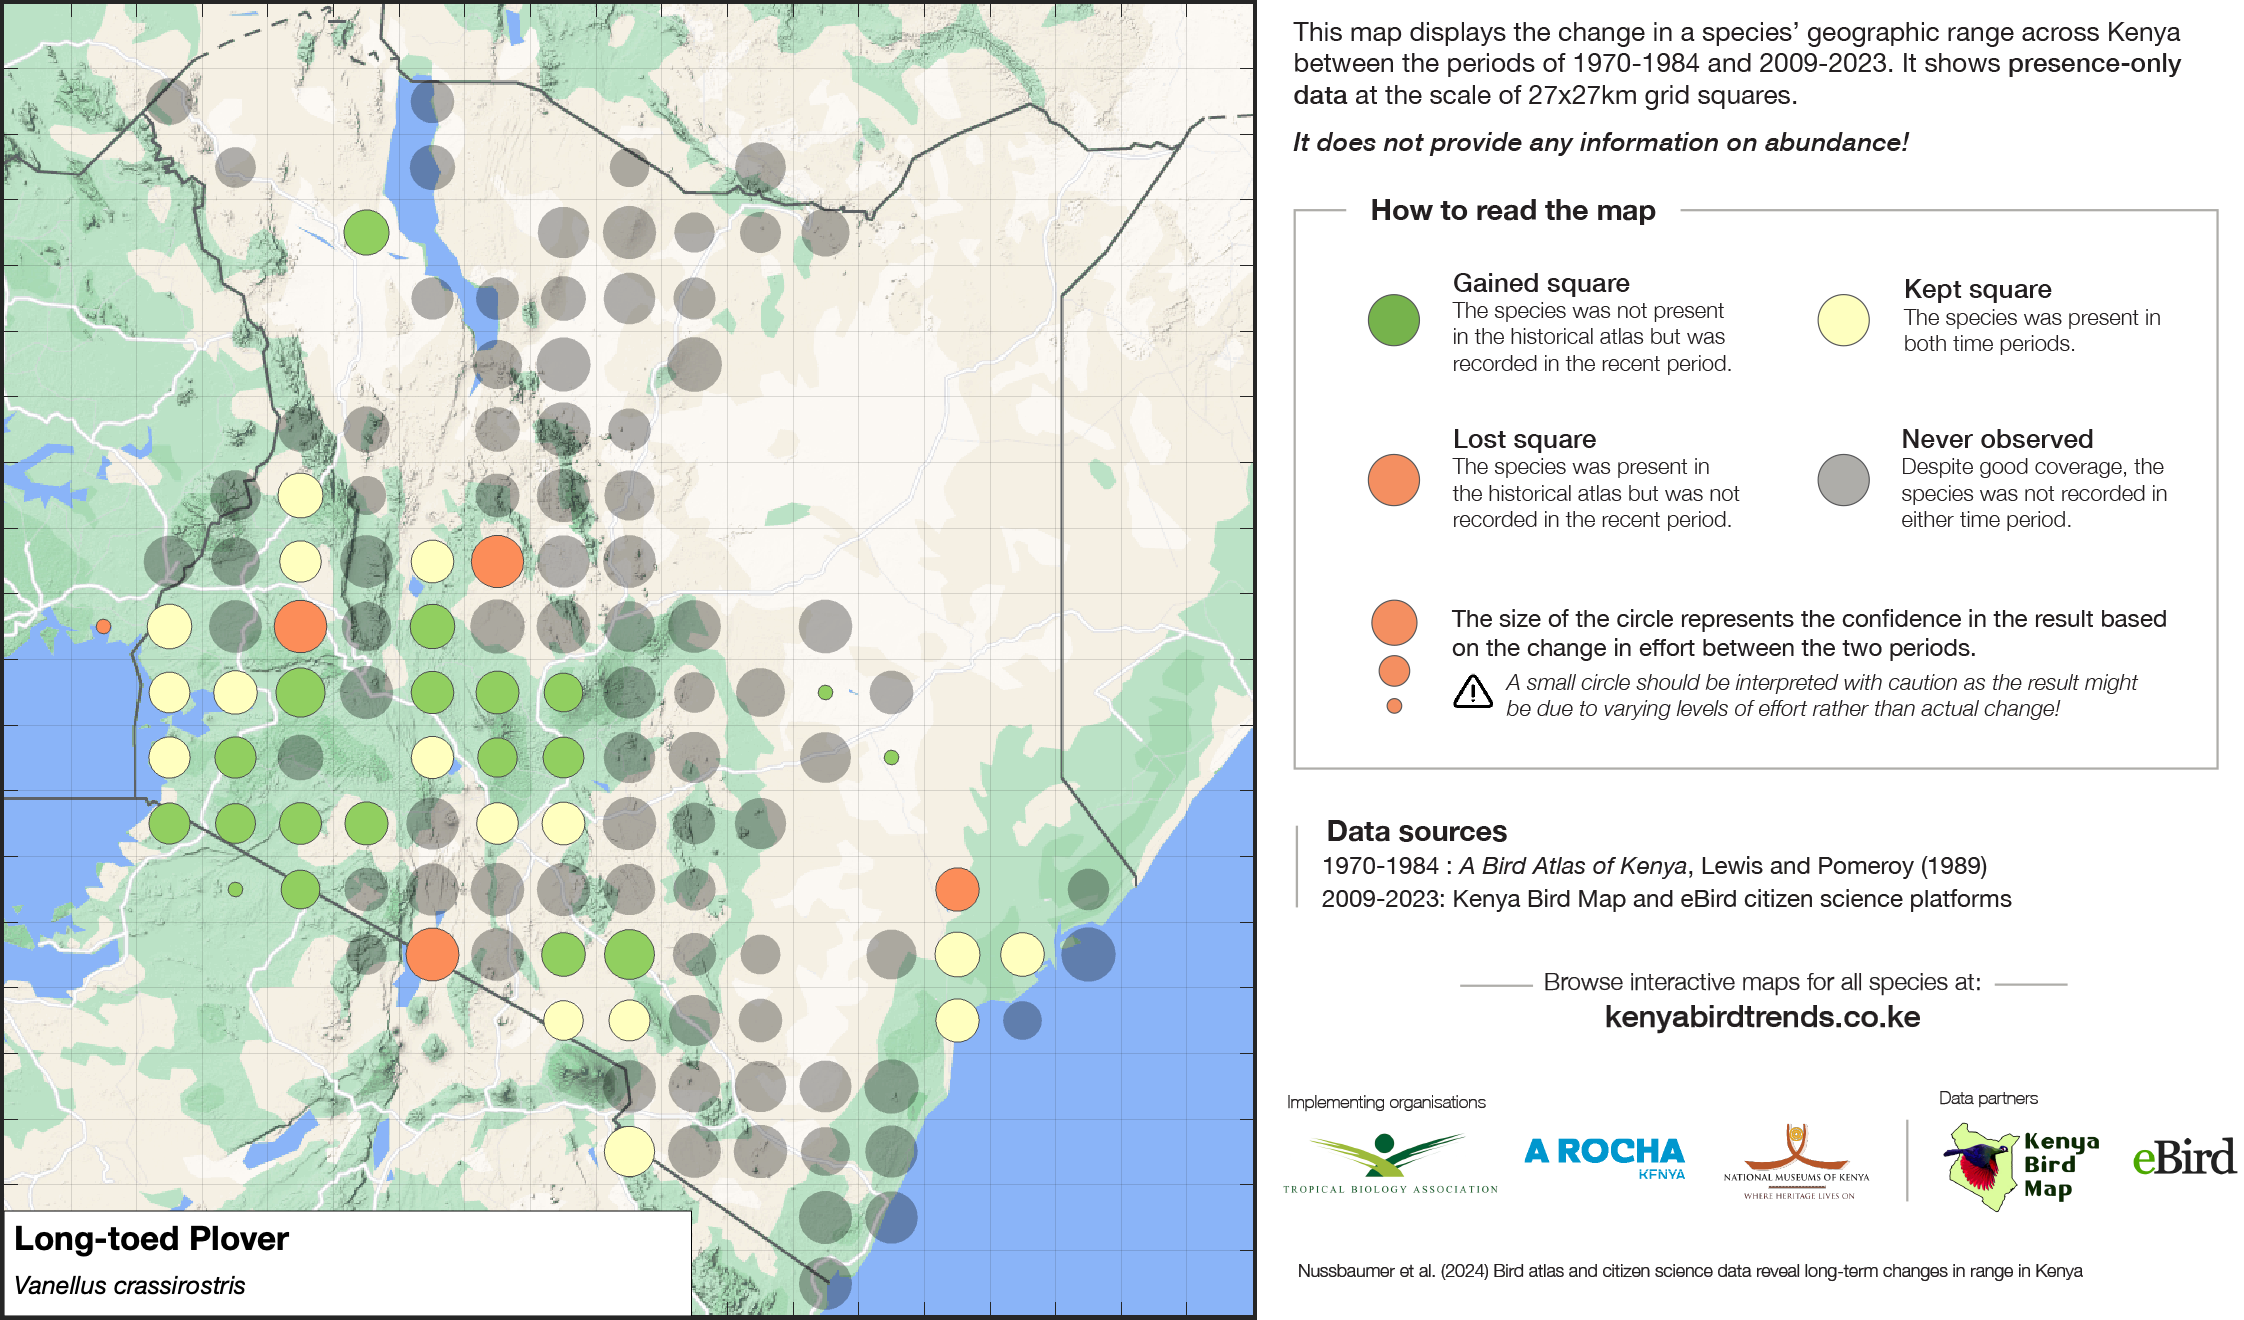 This map displays the change in a species’ geographic range across Kenya
between the periods of 1970-1984 and 2009-2023. It shows presence-only
data at the scale of 27x27km grid squares.
It does not provide any information on abundance!
How to read the map
Gained square
The species was not present
in the historical atlas but was
recorded in the recent period.
Kept square
The species was present in
both time periods.
Lost square
The species was present in
the historical atlas but was not
recorded in the recent period.
Never observed
Despite good coverage, the
species was not recorded in
either time period.
The size of the circle represents the confidence in the result based
on the change in effort between the two periods.
A small circle should be interpreted with caution as the result might
be due to varying levels of effort rather than actual change!
Data sources
1970-1984 : A Bird Atlas of Kenya, Lewis and Pomeroy (1989)
2009-2023: Kenya Bird Map and eBird citizen science platforms
Browse interactive maps for all species at:
kenyabirdtrends.co.ke
Implementing organisations
Data partners
TROPICAL BIOLOGY ASSOCIATION
A ROCHA
KENYA
NATIONAL MUSEUMS OF KENYA
WHERE HERITAGE LIVES ON
Kenya
Bird
Map
eBird
Nussbaumer et al. (2024) Bird atlas and citizen science data reveal long-term changes in range in Kenya
Long-toed Plover
Vanellus crassirostris